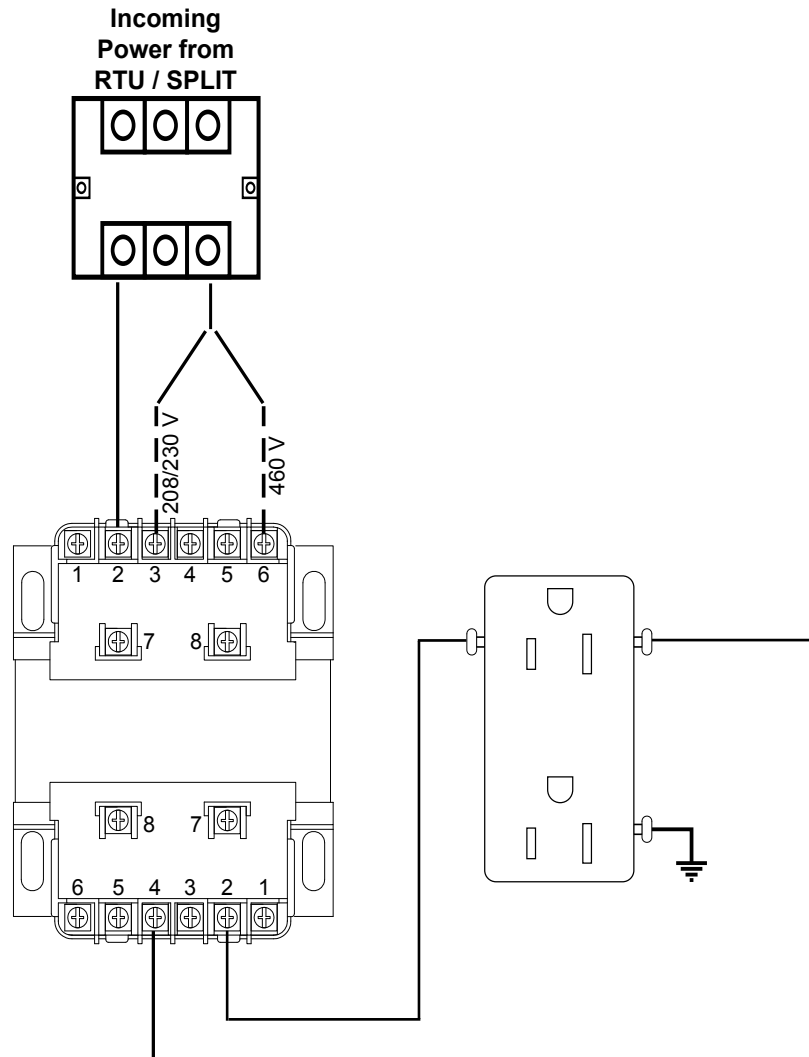 Incoming
Power from
RTU / SPLIT
208/230 V
460 V
1 2 3 4 5 6
7 8
8 7
6 5 4 3 2 1